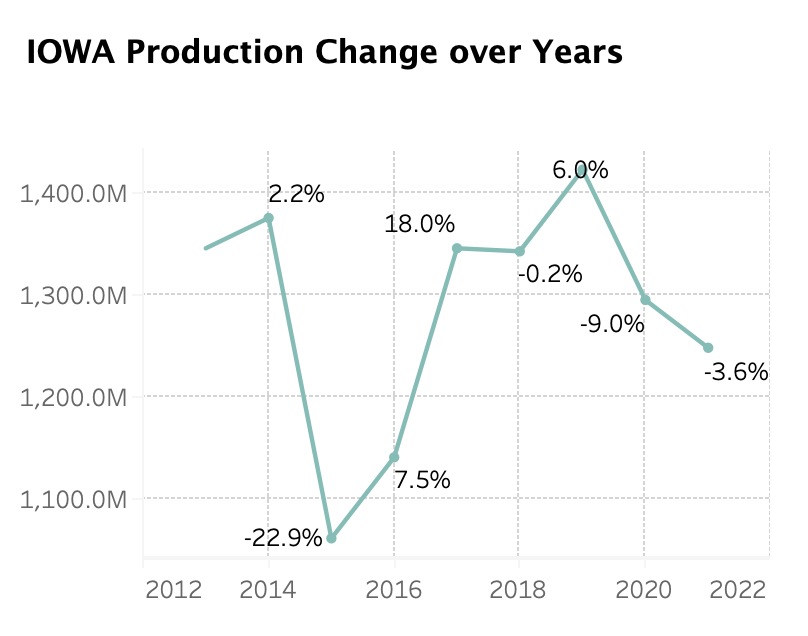 IOWA Production Change over Years
6.0%
1,400.0M
2.2%
18.0%
-0.2%
1,300.0M
-9.0%
-3.6%
1,200.0M
7.5%
1,100.0M
-22.9%
2012 2014 2016 2018 2020 2022